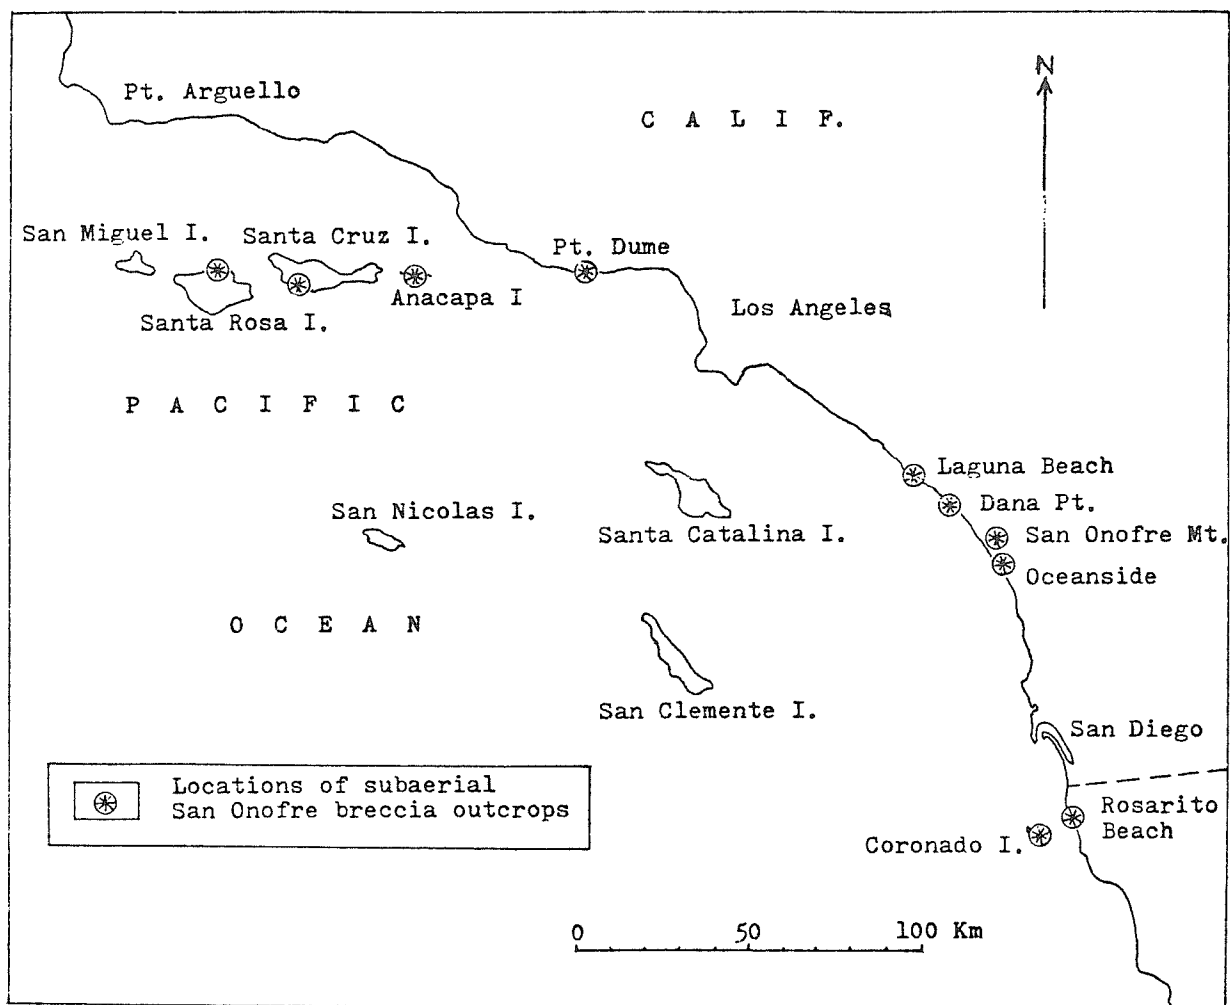 N
Pt. Arguello
C A L I F.
San Miguel I.
Santa Cruz I.
Pt. Dume
Anacapa I
Santa Rosa I.
Los Angeles
P A C I F I C
Laguna Beach
Dana Pt.
San Nicolas I.
Santa Catalina I.
San Onofre Mt.
Oceanside
O C E A N
San Clemente I.
San Diego
Locations of subaerial
San Onofre breccia outcrops
Rosarito
Beach
Coronado I.
0 50 100 Km